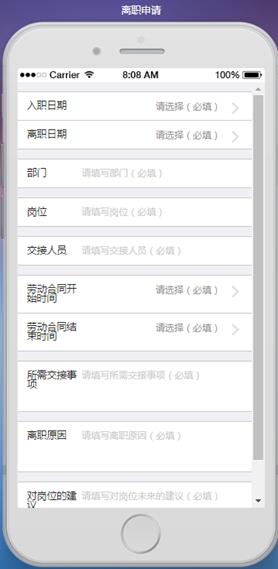 离职申请
Carrier 8:08 AM 100%
入职日期 请选择（必填）
离职日期 请选择（必填）
部门 请填写部门（必填）
岗位 请填写岗位（必填）
交接人员 请填写交接人员（必填）
劳动合同开
始时间 请选择（必填）
劳动合同结
束时间 请选择（必填）
所需交接事 请填写所需交接事项（必填）
项
离职原因 请填写离职原因（必填）
对岗位的建 请填写对岗位未来的建议（必填）
议